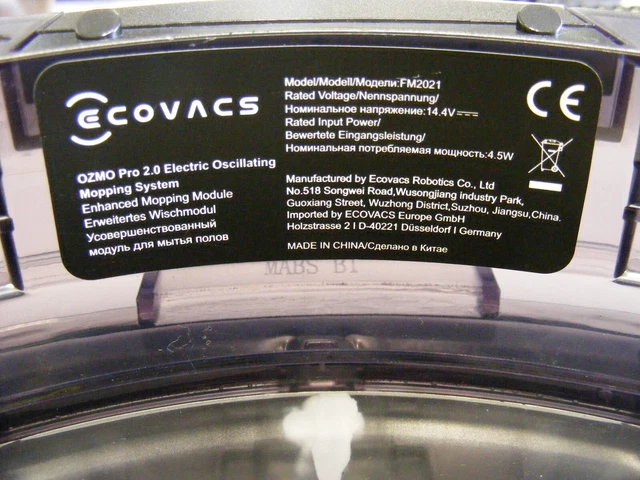 ECOVACS
OZMO Pro 2.0 Electric Oscillating
Mopping System
Enhanced Mopping Module
Erweitertes Wischmodul
Усовершенствованный
модуль для мытья полов
Model/Modell/Модели:FM2021
Rated Voltage/Nennspannung/
Номинальное напряжение:14.4V
Rated Input Power/
Bewertete Eingangsleistung/
Номинальная потребляемая мощность:4.5W
Manufactured by Ecovacs Robotics Co., Ltd
No.518 Songwei Road,Wusongjiang Industry Park,
Guoxiang Street, Wuzhong District,Suzhou, Jiangsu,China.
Imported by ECOVACS Europe GmbH
Holzstrasse 2 I D-40221 Düsseldorf I Germany
MADE IN CHINA/Сделано в Китае
CE
MABS B1